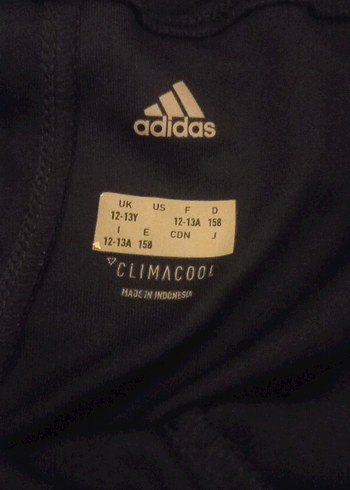 adidas
UK US F D
12-13Y 12-13A 158
I E CDN J
12-13A 158
CLIMACOOL
MADE IN INDONESIA